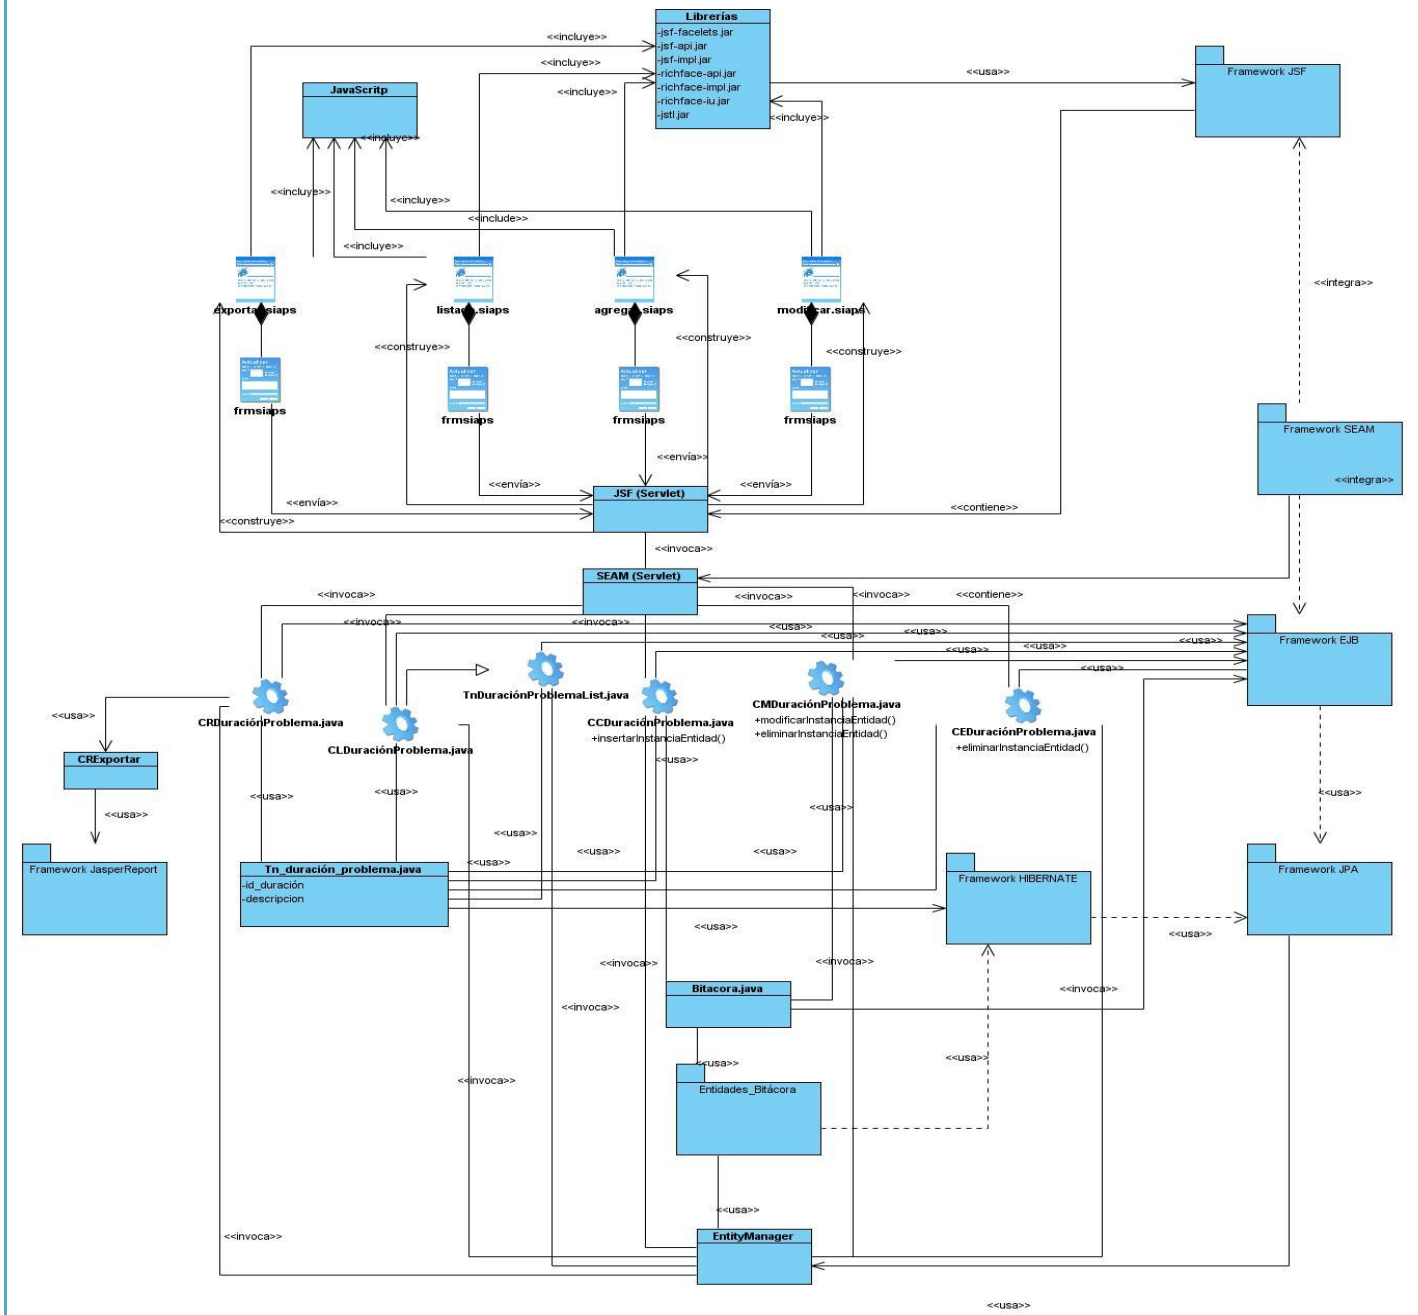 Librerías
-jsf-facelets.jar
<<incluye>>
-jsf-api.jar
-jsf-impl.jar
<<incluye>>
-richface-api.jar
<<usa>>
Framework JSF
-richface-impl.jar
JavaScritp
<<incluye>>
-richface-iu.jar
-jstl.jar
<<incluye>>
<<incluye>>
<<incluye>>
<<incluye>>
<<include>>
<<incluye>>
<<integra>>
exportar.siaps
listado.siaps
agregar.siaps
modificar.siaps
<<construye>>
<<construye>>
<<construye>>
frmsiaps
frmsiaps
frmsiaps
frmsiaps
Framework SEAM
<<envía>>
<<integra>>
<<envía>>
<<envía>>
JSF (Servlet)
<<envía>>
<<contiene>>
<<construye>>
<<invoca>>
SEAM (Servlet)
<<invoca>>
<<invoca>>
<<invoca>>
<<contiene>>
<<invoca>>
<<invoca>>
<<usa>>
<<usa>>
<<usa>>
<<usa>>
Framework EJB
<<usa>>
<<usa>>
<<usa>>
TnDuraciónProblemaList.java
CMDuraciónProblema.java
CRDuraciónProblema.java
CCDuraciónProblema.java
+modificarInstanciaEntidad()
<<usa>>
CEDuraciónProblema.java
+insertarInstanciaEntidad()
+eliminarInstanciaEntidad()
CLDuraciónProblema.java
+eliminarInstanciaEntidad()
CRExportar
<<usa>>
<<usa>>
<<usa>>
<<usa>>
<<usa>>
<<usa>>
<<usa>>
<<usa>>
<<usa>>
<<usa>>
Framework JasperReport
Tn_duración_problema.java
Framework JPA
Framework HIBERNATE
-id_duración
-descripcion
<<usa>>
<<usa>>
<<invoca>>
<<invoca>>
Bitacora.java
<<invoca>>
<<invoca>>
<<usa>>
<<usa>>
<<invoca>>
Entidades_Bitácora
<<usa>>
<<invoca>>
EntityManager
<<usa>>